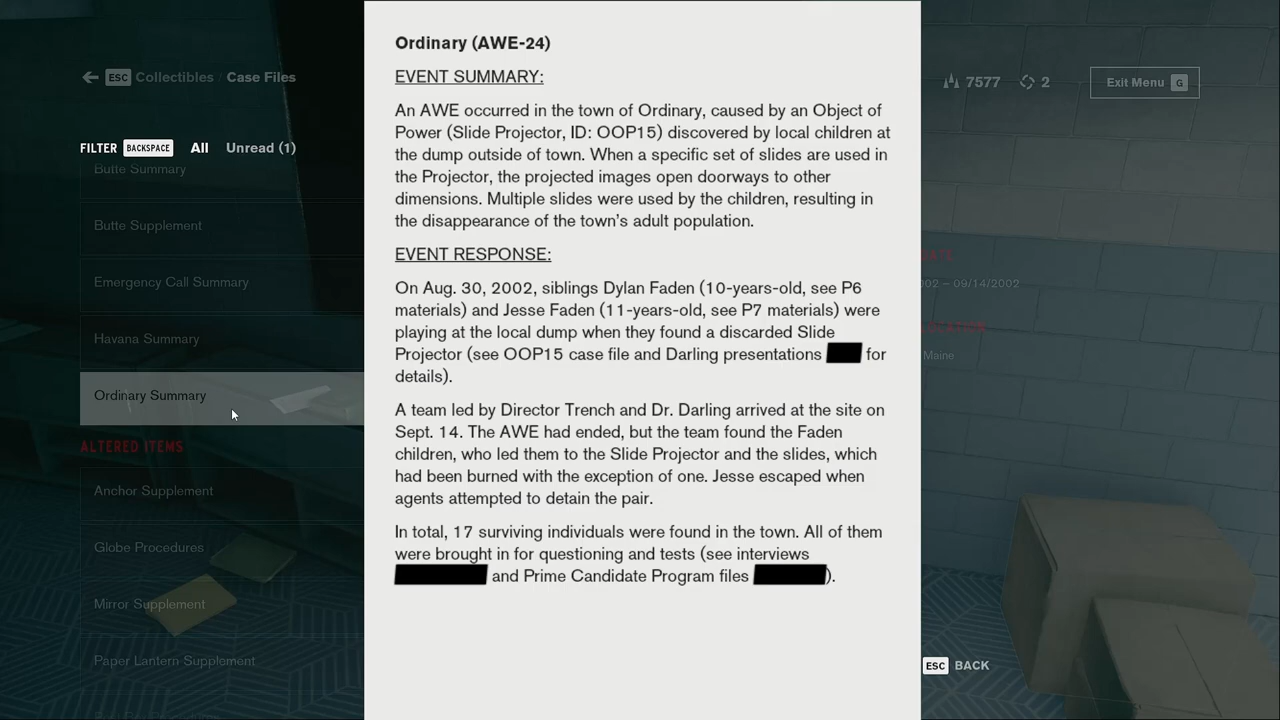 Ordinary (AWE-24)
EVENT SUMMARY:
An AWE occurred in the town of Ordinary, caused by an Object of
Power (Slide Projector, ID: OOP15) discovered by local children at
the dump outside of town. When a specific set of slides are used in
the Projector, the projected images open doorways to other
dimensions. Multiple slides were used by the children, resulting in
the disappearance of the town's adult population.
EVENT RESPONSE:
On Aug. 30, 2002, siblings Dylan Faden (10-years-old, see P6
materials) and Jesse Faden (11-years-old, see P7 materials) were
playing at the local dump when they found a discarded Slide
Projector (see OOP15 case file and Darling presentations for
details).
A team led by Director Trench and Dr. Darling arrived at the site on
Sept. 14. The AWE had ended, but the team found the Faden
children, who led them to the Slide Projector and the slides, which
had been burned with the exception of one. Jesse escaped when
agents attempted to detain the pair.
In total, 17 surviving individuals were found in the town. All of them
were brought in for questioning and tests (see interviews
and Prime Candidate Program files ).
ESC Collectibles / Case Files
FILTER BACKSPACE All Unread (1)
Butte Summary
Butte Supplement
Emergency Call Summary
Havana Summary
Ordinary Summary
ALTERED ITEMS
Anchor Supplement
Globe Procedures
Mirror Supplement
Paper Lantern Supplement
7577 2
Exit Menu G
002 – 09/14/2002
Maine
ESC BACK